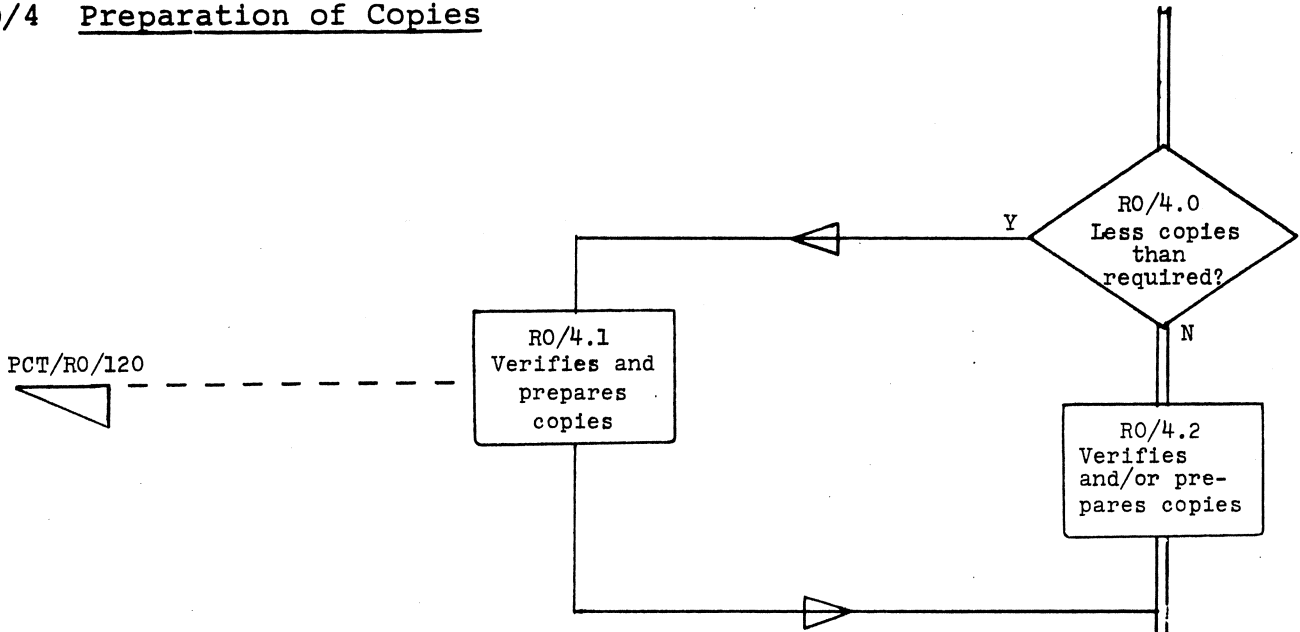 /4 Preparation of Copies
RO/4.0
Less copies
than
required?
Y
N
RO/4.1
Verifies and
prepares
copies
PCT/RO/120
RO/4.2
Verifies
and/or pre-
pares copies